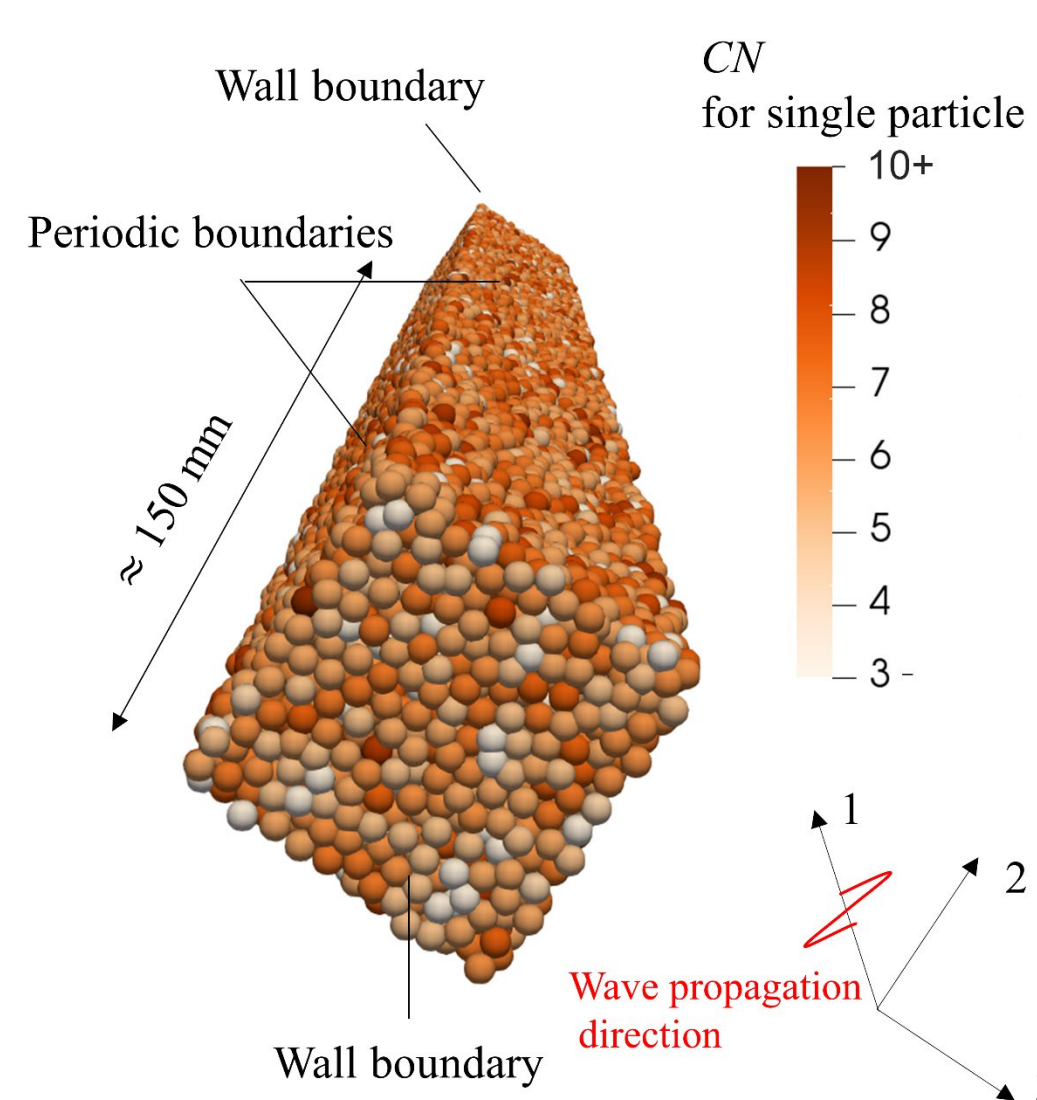 CN
for single particle
Wall boundary
10+
9
8
7
6
5
4
3 -
Periodic boundaries
≈ 150 mm
1
2
Wave propagation
direction
Wall boundary